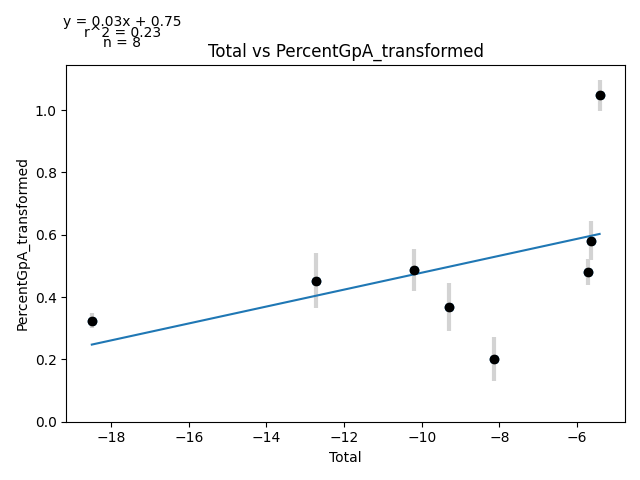 y = 0.03x + 0.75
r^2 = 0.23
n = 8
Total vs PercentGpA_transformed
PercentGpA_transformed
1.0
0.8
0.6
0.4
0.2
0.0
−18
−16
−14
−12
−10
−8
−6
Total